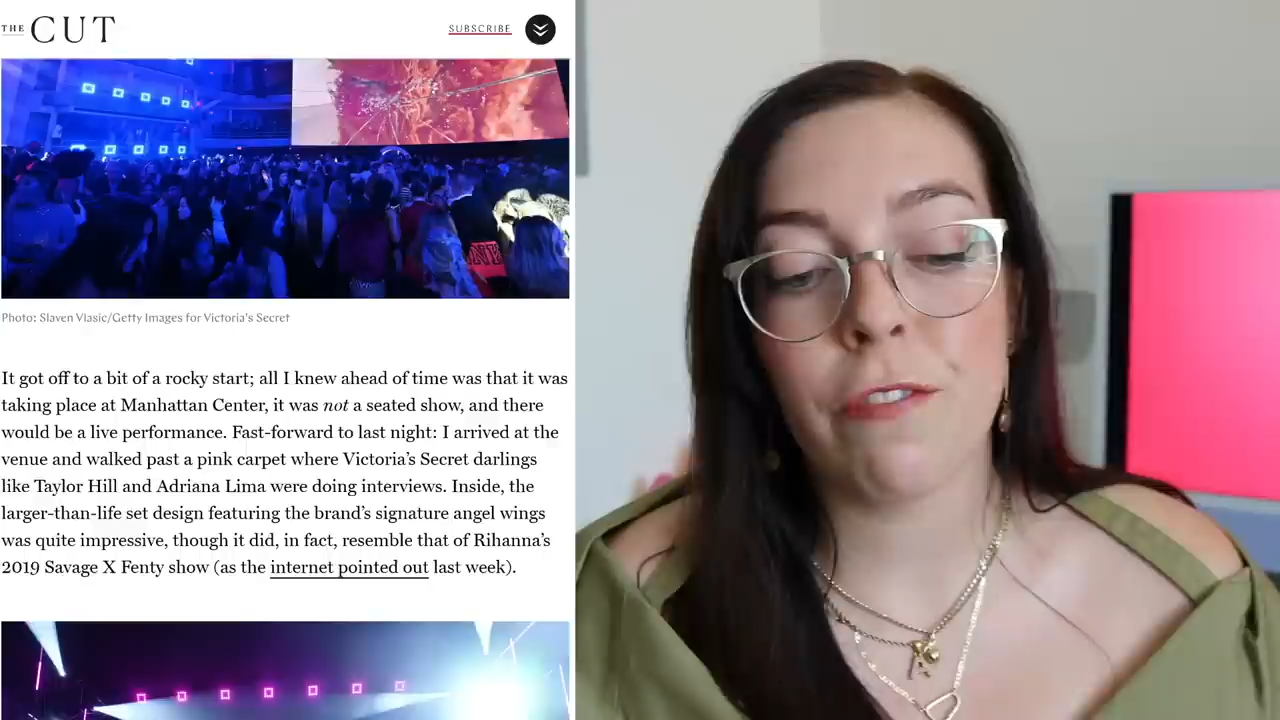 THE CUT
SUBSCRIBE
Photo: Slaven Vlasic/Getty Images for Victoria's Secret
It got off to a bit of a rocky start; all I knew ahead of time was that it was
taking place at Manhattan Center, it was not a seated show, and there
would be a live performance. Fast-forward to last night: I arrived at the
venue and walked past a pink carpet where Victoria's Secret darlings
like Taylor Hill and Adriana Lima were doing interviews. Inside, the
larger-than-life set design featuring the brand's signature angel wings
was quite impressive, though it did, in fact, resemble that of Rihanna's
2019 Savage X Fenty show (as the internet pointed out last week).